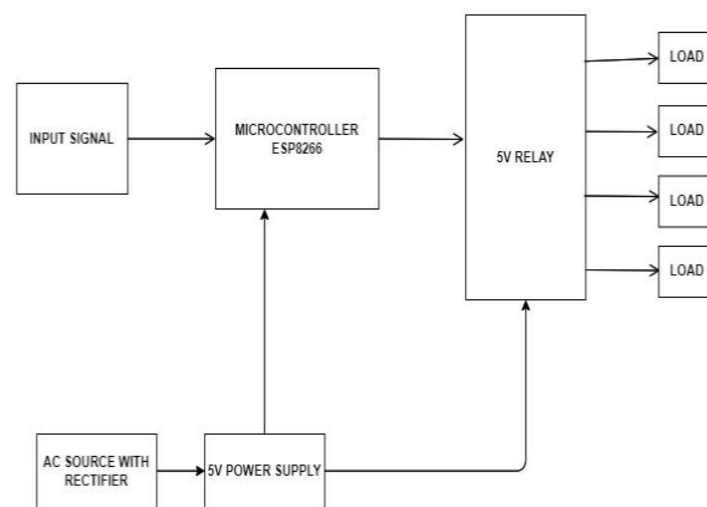 INPUT SIGNAL
MICROCONTROLLER
ESP8266
5V RELAY
LOAD
LOAD
LOAD
LOAD
AC SOURCE WITH
RECTIFIER
5V POWER SUPPLY